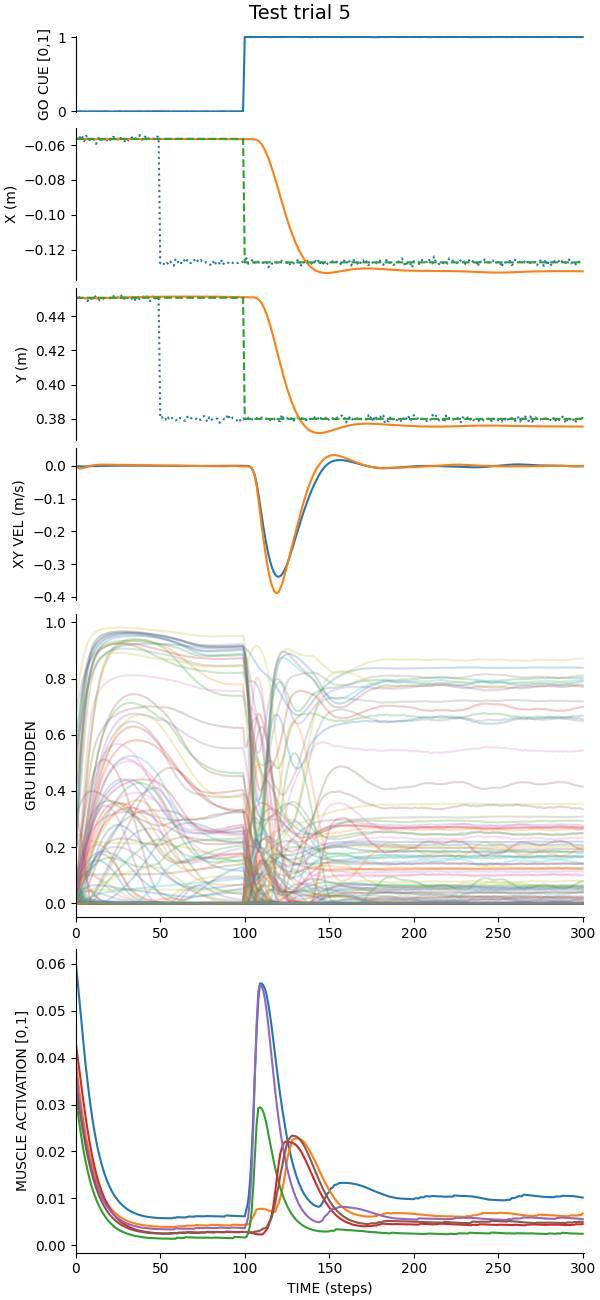 Test trial 5
GO CUE [0,1]
1
0
X (m)
−0.06
−0.08
−0.10
−0.12
Y (m)
0.44
0.42
0.40
0.38
XY VEL (m/s)
0.0
−0.1
−0.2
−0.3
−0.4
GRU HIDDEN
1.0
0.8
0.6
0.4
0.2
0.0
0 50 100 150 200 250 300
MUSCLE ACTIVATION [0,1]
0.06
0.05
0.04
0.03
0.02
0.01
0.00
0 50 100 150 200 250 300
TIME (steps)